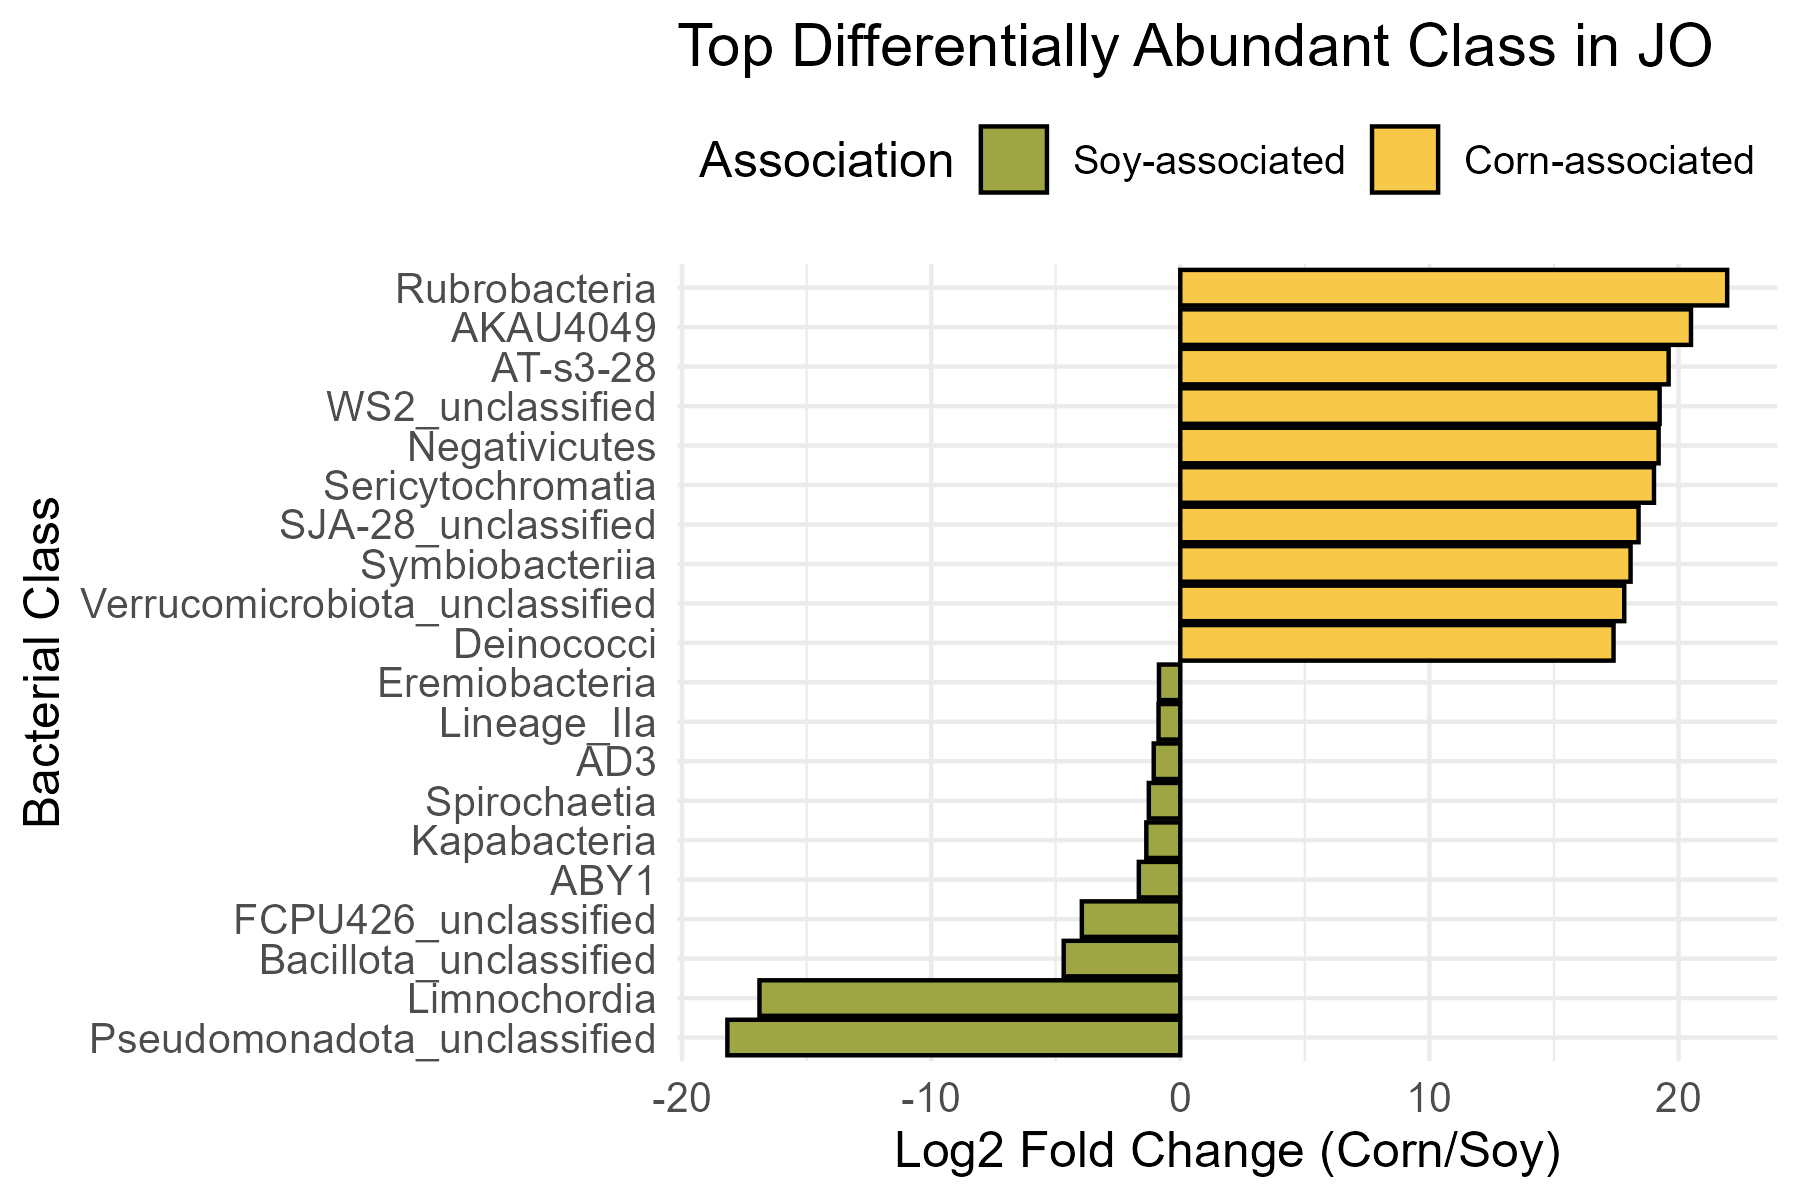 Top Differentially Abundant Class in JO
Association Soy-associated Corn-associated
Bacterial Class
Rubrobacteria
AKAU4049
AT-s3-28
WS2_unclassified
Negativicutes
Sericytochromatia
SJA-28_unclassified
Symbiobacteriia
Verrucomicrobiota_unclassified
Deinococci
Eremiobacteria
Lineage_IIa
AD3
Spirochaetia
Kapabacteria
ABY1
FCPU426_unclassified
Bacillota_unclassified
Limnochordia
Pseudomonadota_unclassified
-20 -10 0 10 20
Log2 Fold Change (Corn/Soy)